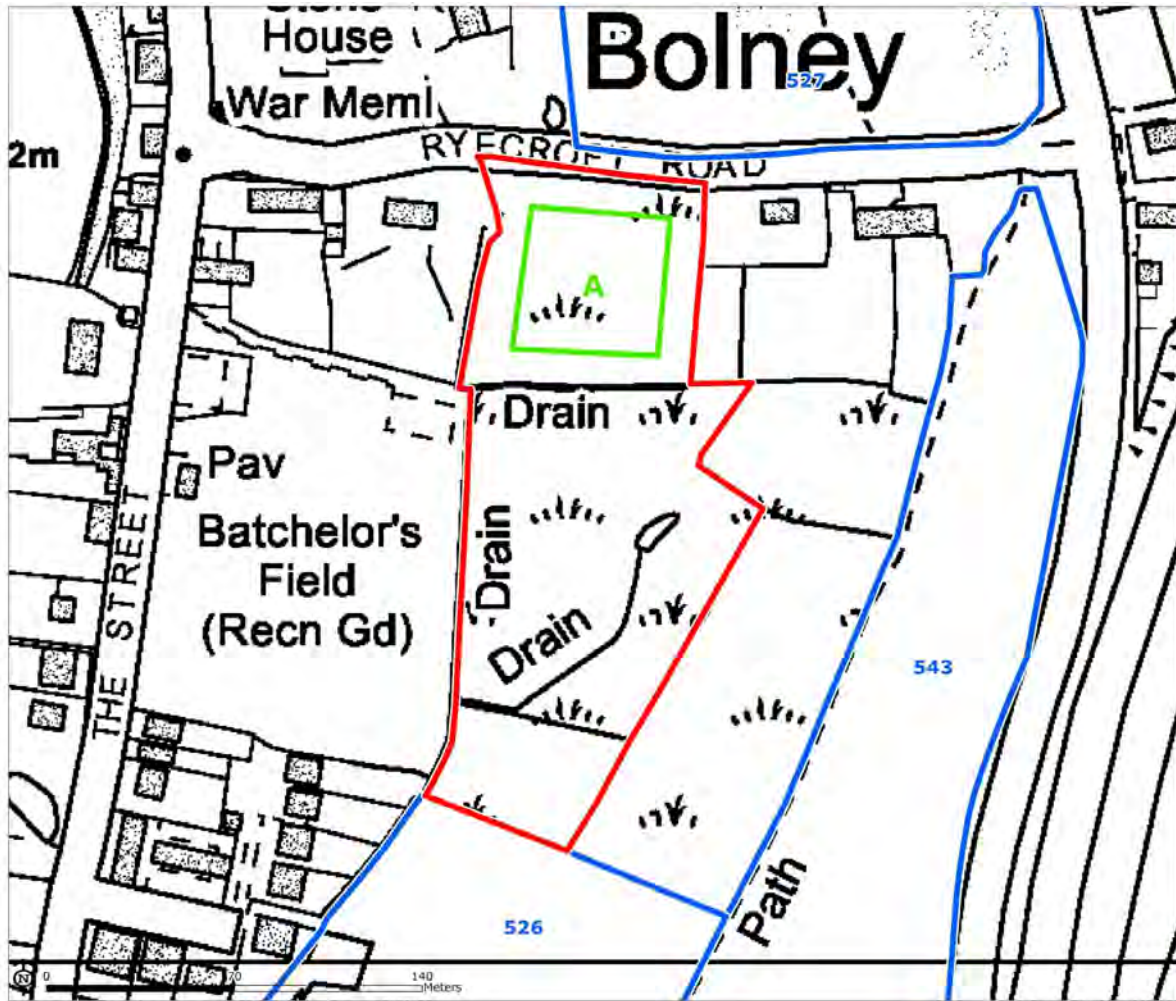 House
Bolney
527
War Meml
2m
RYECROFT ROAD
A
Drain
Pav
THE STREET
Batchelor's
Field
(Recn Gd)
Drain
Drain
543
Path
526
N
0
70
140
Meters